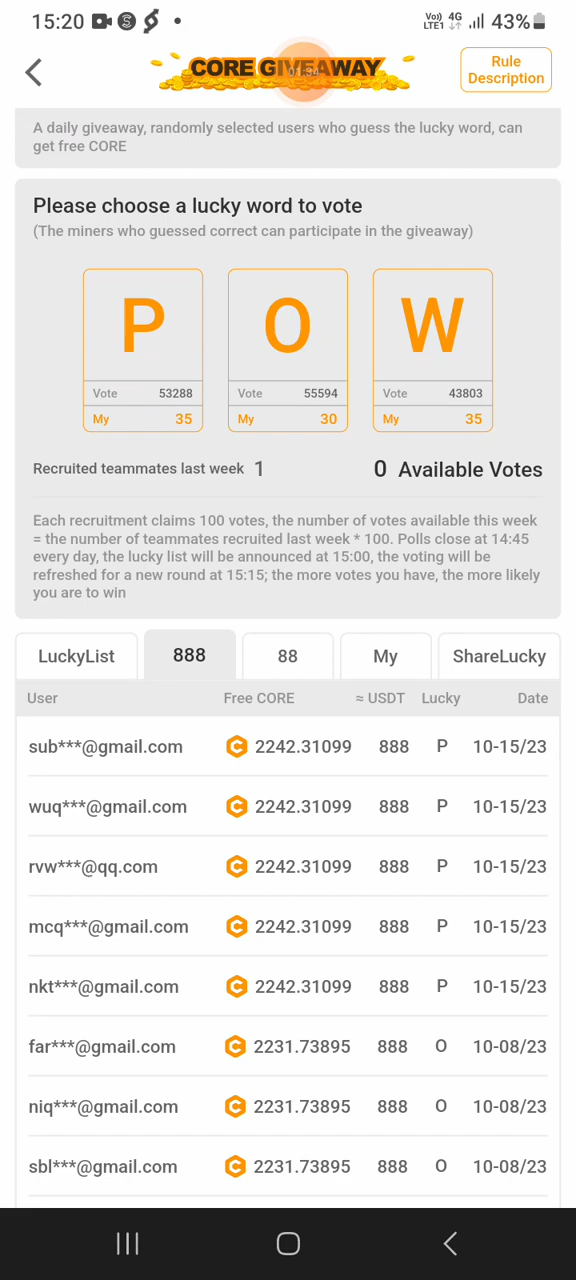 15:20 Vo) 4G LTE1 43%
CORE GIVEAWAY
Rule
Description
A daily giveaway, randomly selected users who guess the lucky word, can
get free CORE
Please choose a lucky word to vote
(The miners who guessed correct can participate in the giveaway)
P O W
Vote 53288 Vote 55594 Vote 43803
My 35 My 30 My 35
Recruited teammates last week 1 0 Available Votes
Each recruitment claims 100 votes, the number of votes available this week
= the number of teammates recruited last week * 100. Polls close at 14:45
every day, the lucky list will be announced at 15:00, the voting will be
refreshed for a new round at 15:15; the more votes you have, the more likely
you are to win
LuckyList 888 88 My ShareLucky
User Free CORE ≈ USDT Lucky Date
sub***@gmail.com 2242.31099 888 P 10-15/23
wuq***@gmail.com 2242.31099 888 P 10-15/23
rvw***@qq.com 2242.31099 888 P 10-15/23
mcq***@gmail.com 2242.31099 888 P 10-15/23
nkt***@gmail.com 2242.31099 888 P 10-15/23
far***@gmail.com 2231.73895 888 O 10-08/23
niq***@gmail.com 2231.73895 888 O 10-08/23
sbl***@gmail.com 2231.73895 888 O 10-08/23